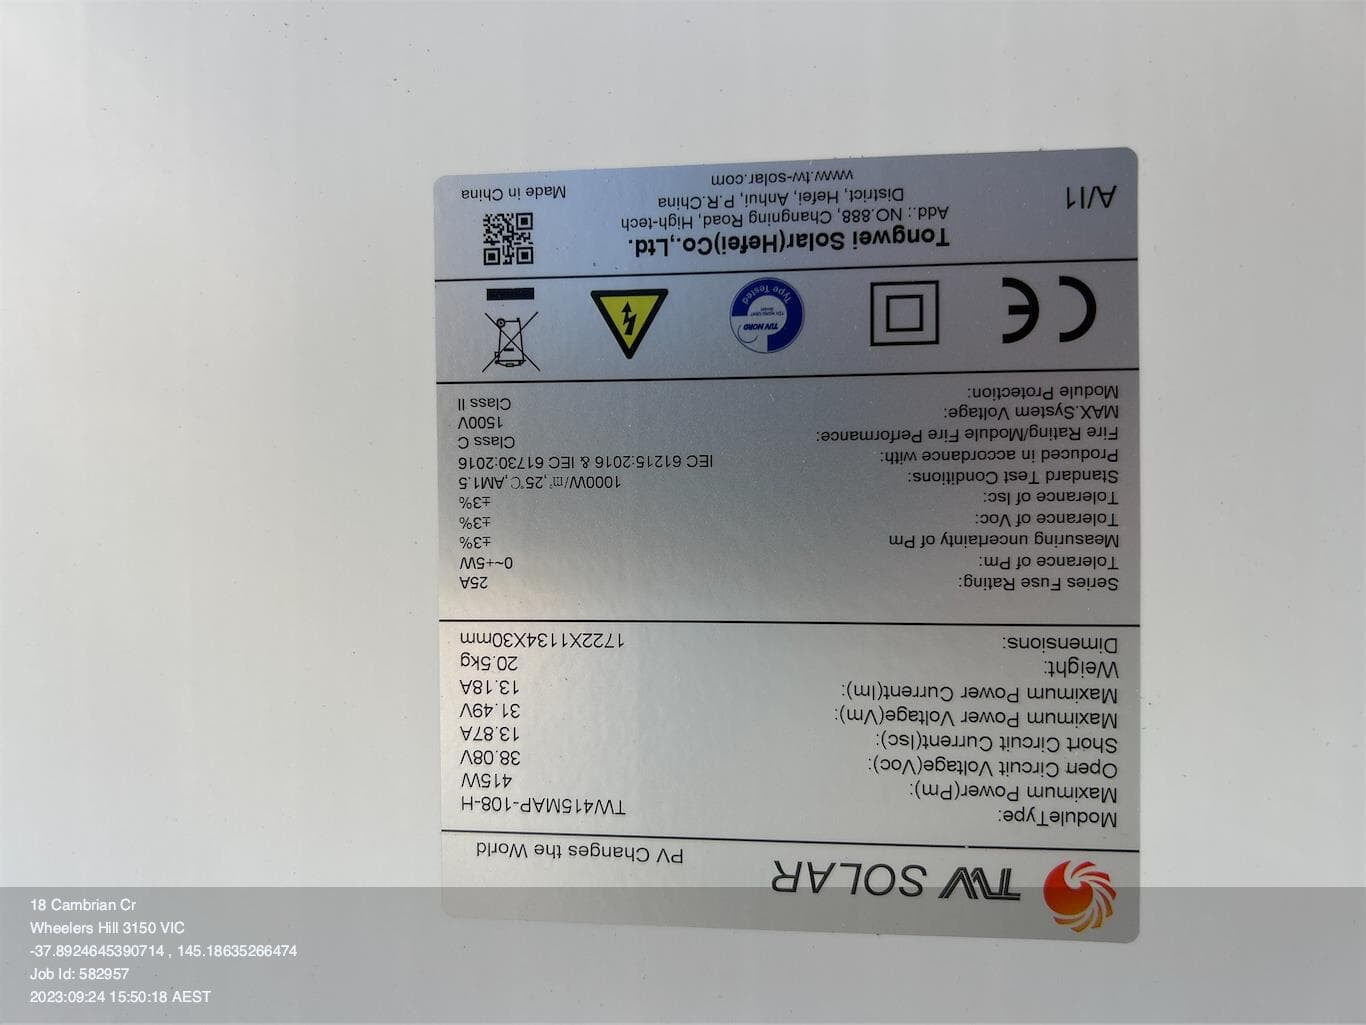 TW SOLAR
PV Changes the World
ModuleType: TW415MAP-108-H
Maximum Power(Pm): 415W
Open Circuit Voltage(Voc): 38.08V
Short Circuit Current(Isc): 13.87A
Maximum Power Voltage(Vm): 31.49V
Maximum Power Current(Im): 13.18A
Weight: 20.5kg
Dimensions: 1722X1134X30mm
Series Fuse Rating: 25A
Tolerance of Pm: 0~+5W
Measuring uncertainty of Pm ±3%
Tolerance of Voc: ±3%
Tolerance of Isc: ±3%
Standard Test Conditions: 1000W/㎡,25℃,AM1.5
Produced in accordance with: IEC 61215:2016 & IEC 61730:2016
Fire Rating/Module Fire Performance: Class C
MAX.System Voltage: 1500V
Module Protection: Class II
CE
TÜV NORD
Type Tested
Tongwei Solar(Hefei)Co.,Ltd.
Add.: NO.888, Changning Road, High-tech
District, Hefei, Anhui, P.R.China
www.tw-solar.com
A/I1
Made in China
18 Cambrian Cr
Wheelers Hill 3150 VIC
-37.8924645390714 , 145.18635266474
Job Id: 582957
2023:09:24 15:50:18 AEST